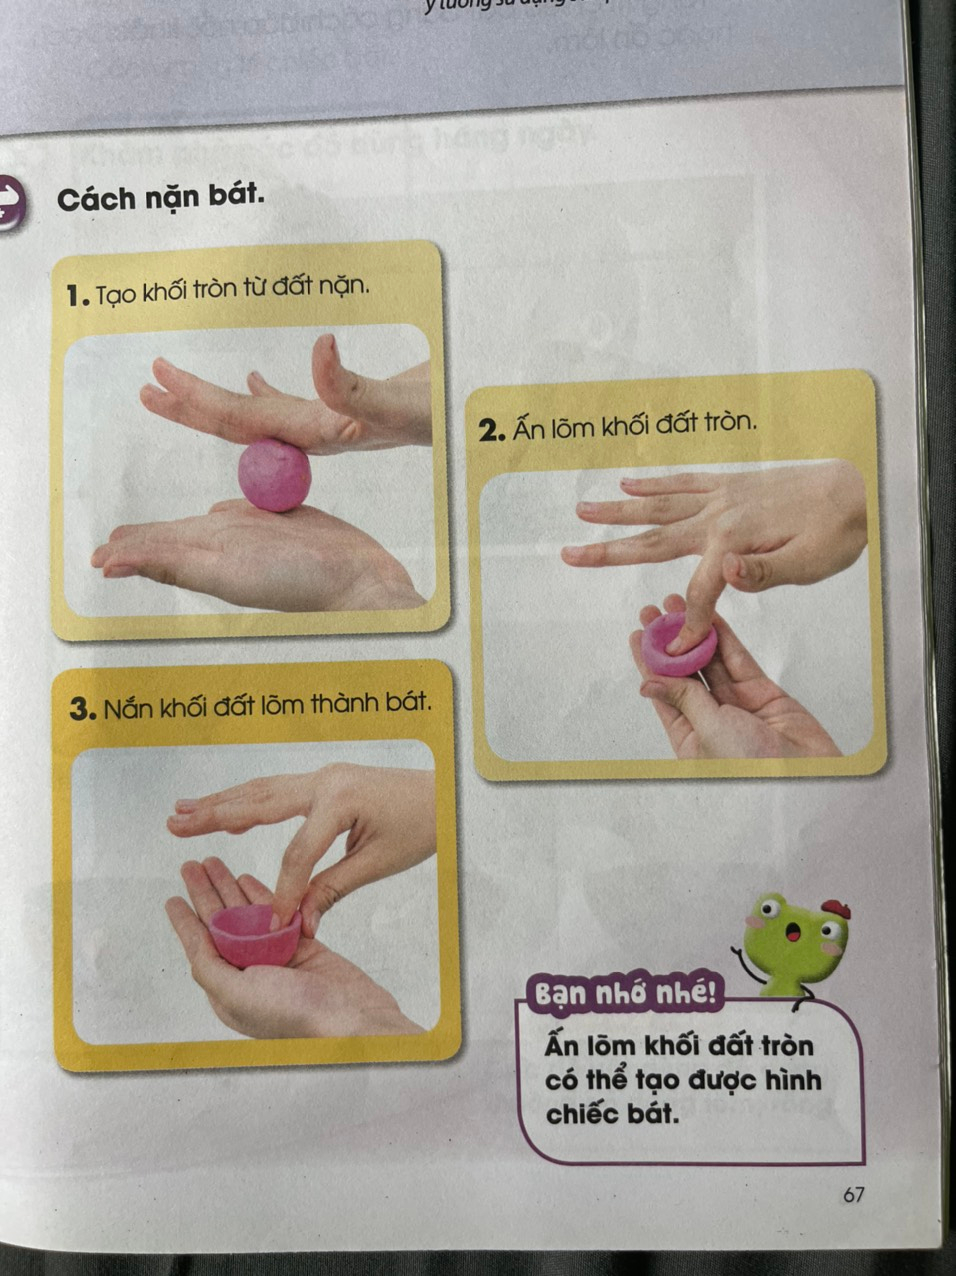 Cách nặn bát.
1. Tạo khối tròn từ đất nặn.
2. Ấn lõm khối đất tròn.
3. Nắn khối đất lõm thành bát.
Bạn nhớ nhé!
Ấn lõm khối đất tròn
có thể tạo được hình
chiếc bát.
67